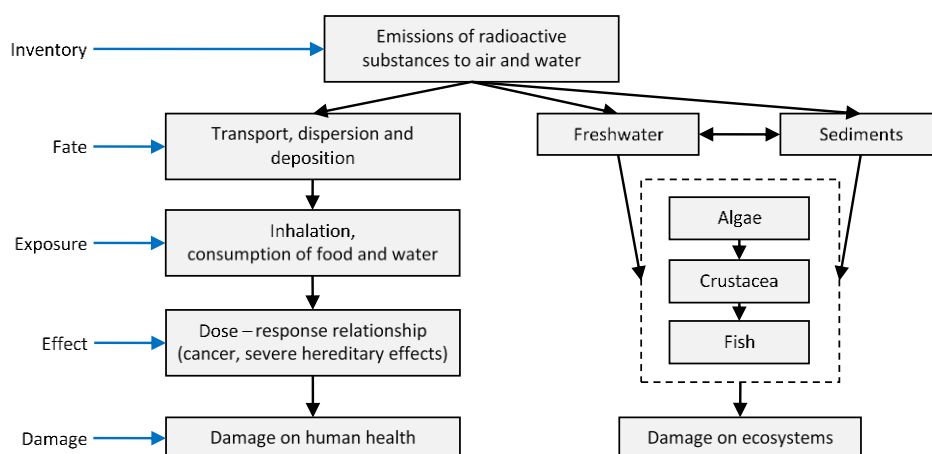 Inventory
Emissions of radioactive
substances to air and water
Fate
Transport, dispersion and
deposition
Freshwater
Sediments
Exposure
Inhalation,
consumption of food and water
Algae
Crustacea
Fish
Effect
Dose – response relationship
(cancer, severe hereditary effects)
Damage
Damage on human health
Damage on ecosystems